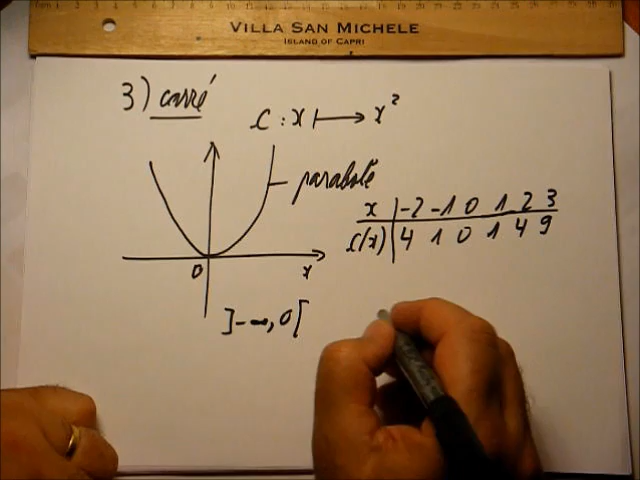 VILLA SAN MICHELE
ISLAND OF CAPRI
3) carré
C : x ⟼ x²
parabole
x | -2 -1 0 1 2 3
C(x) | 4 1 0 1 4 9
0 x
]-∞, 0[